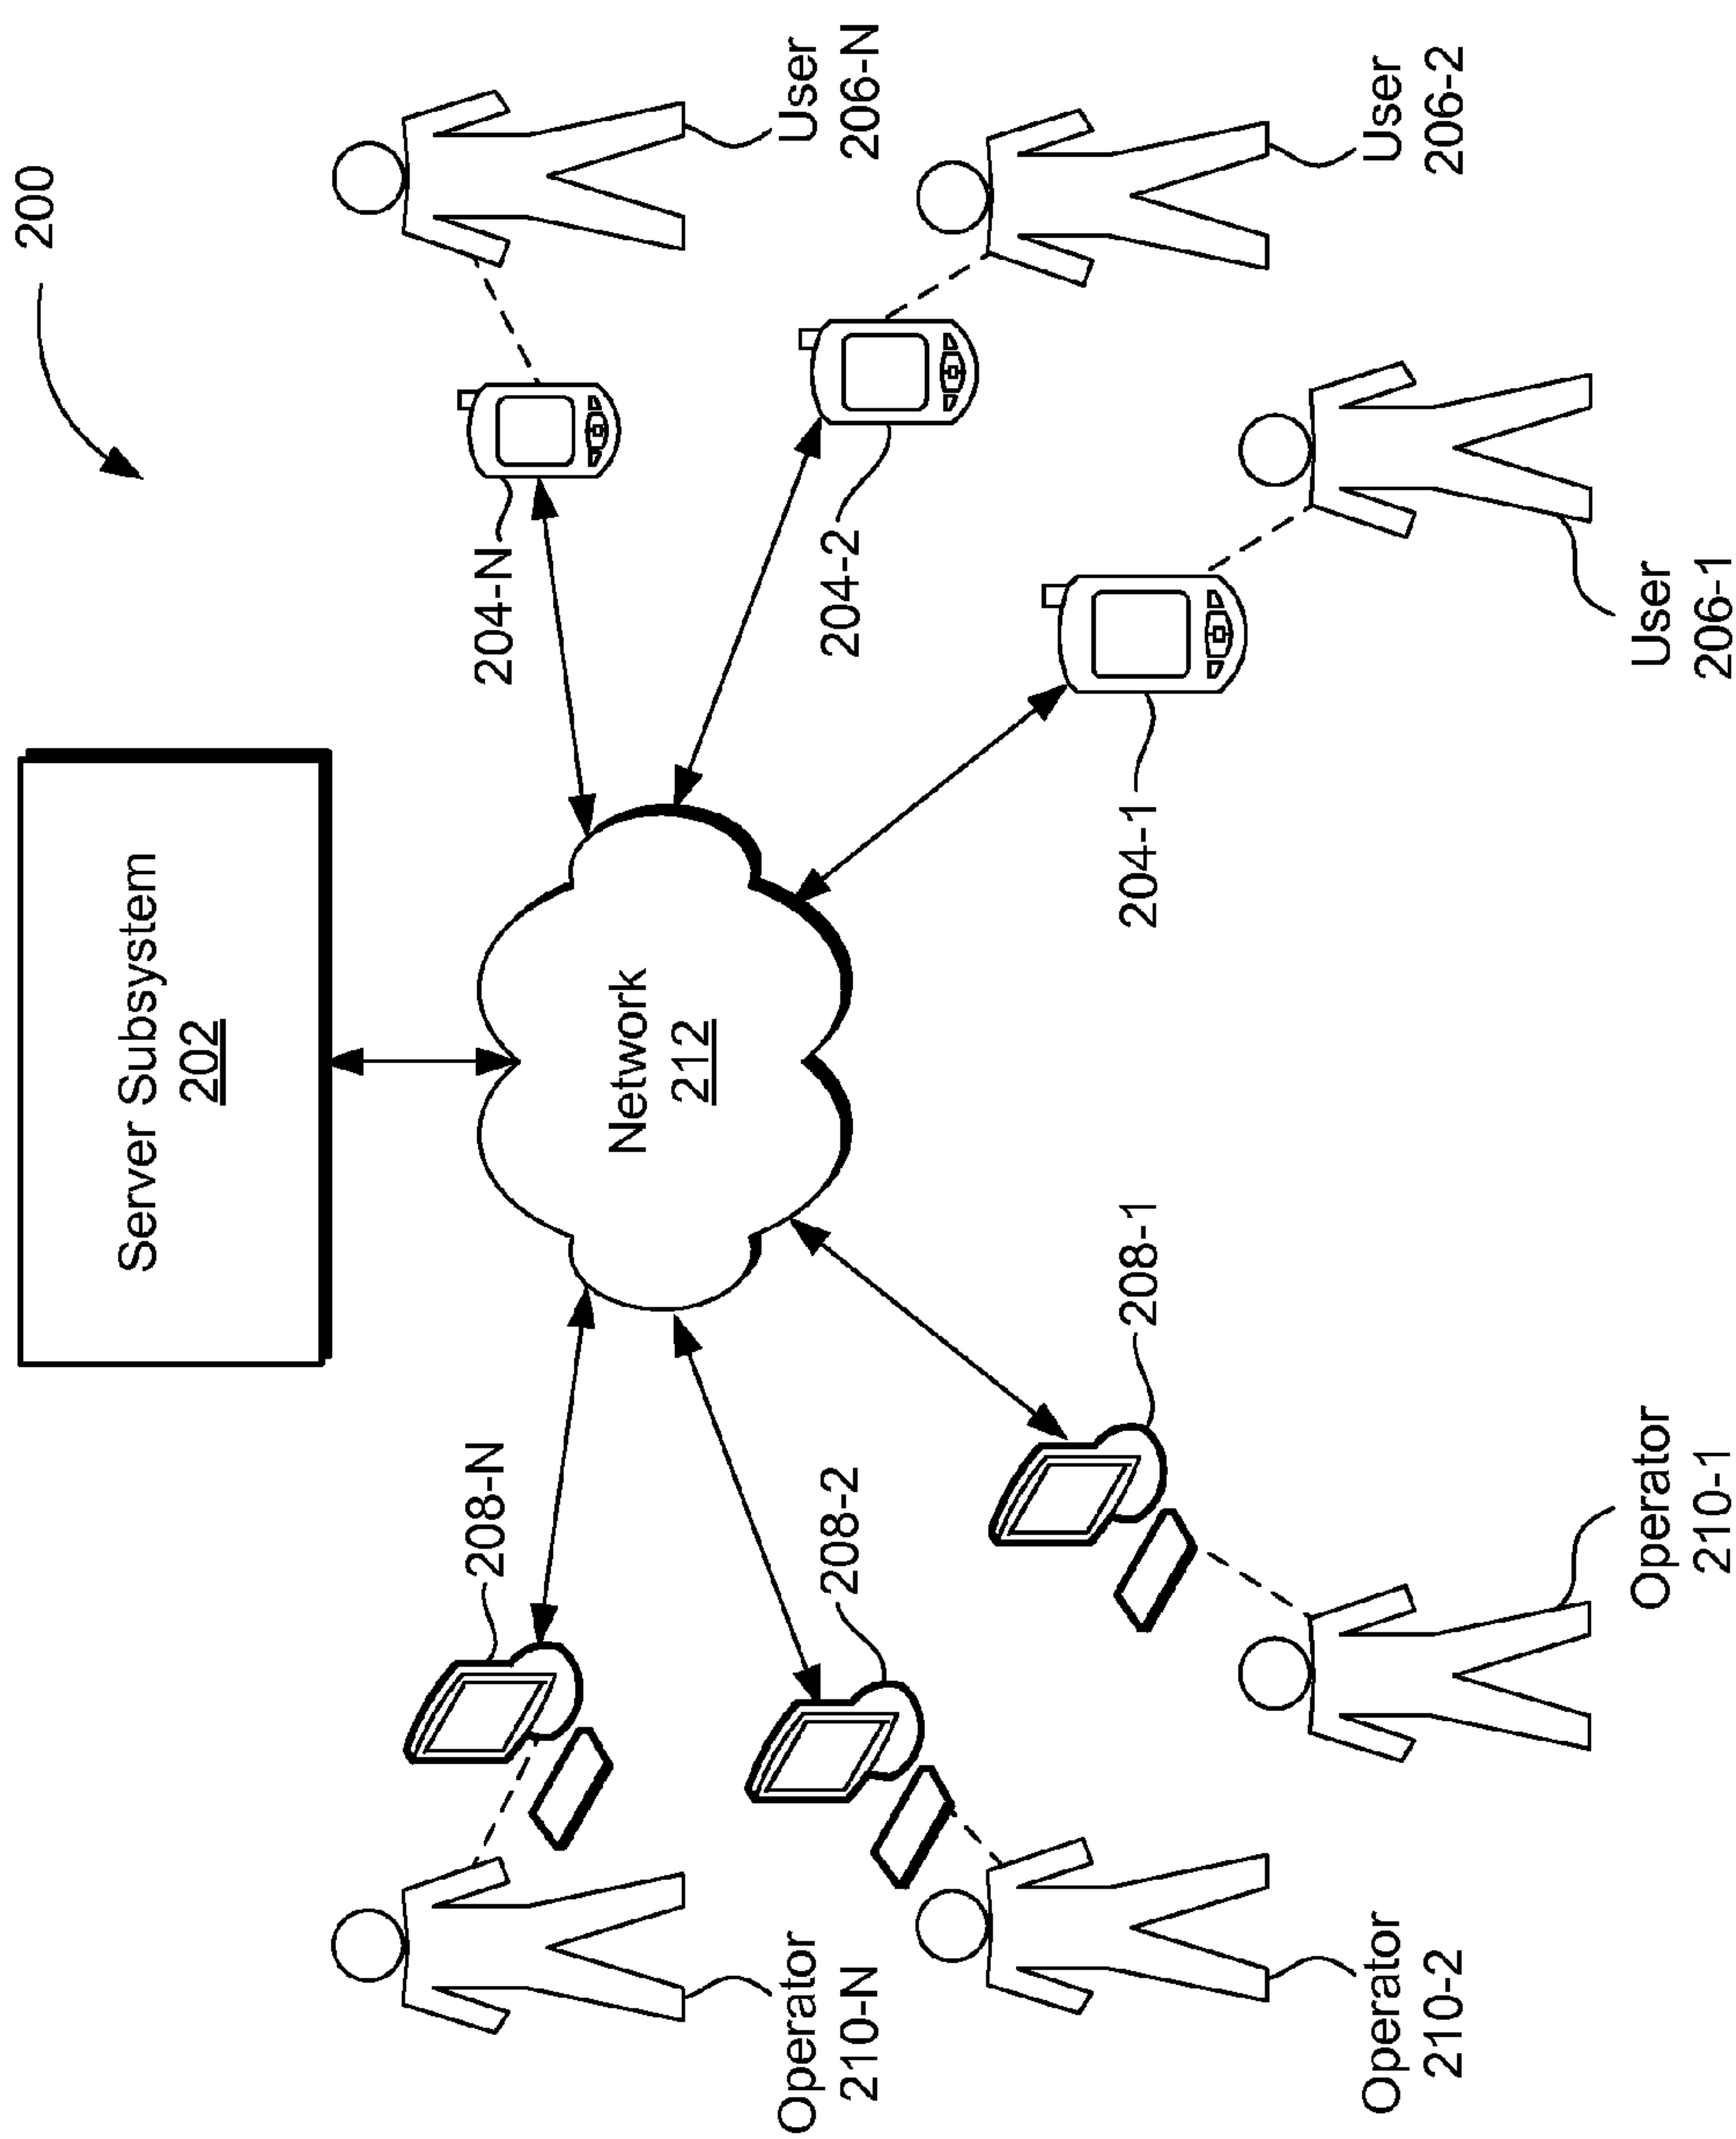 200
Server Subsystem
202
208-N
204-N
Network
212
Operator
210-N
User
206-N
208-2
204-2
208-1
204-1
Operator
210-2
User
206-2
Operator
210-1
User
206-1